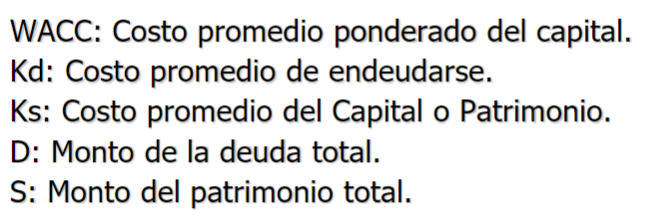 WACC: Costo promedio ponderado del capital.
Kd: Costo promedio de endeudarse.
Ks: Costo promedio del Capital o Patrimonio.
D: Monto de la deuda total.
S: Monto del patrimonio total.